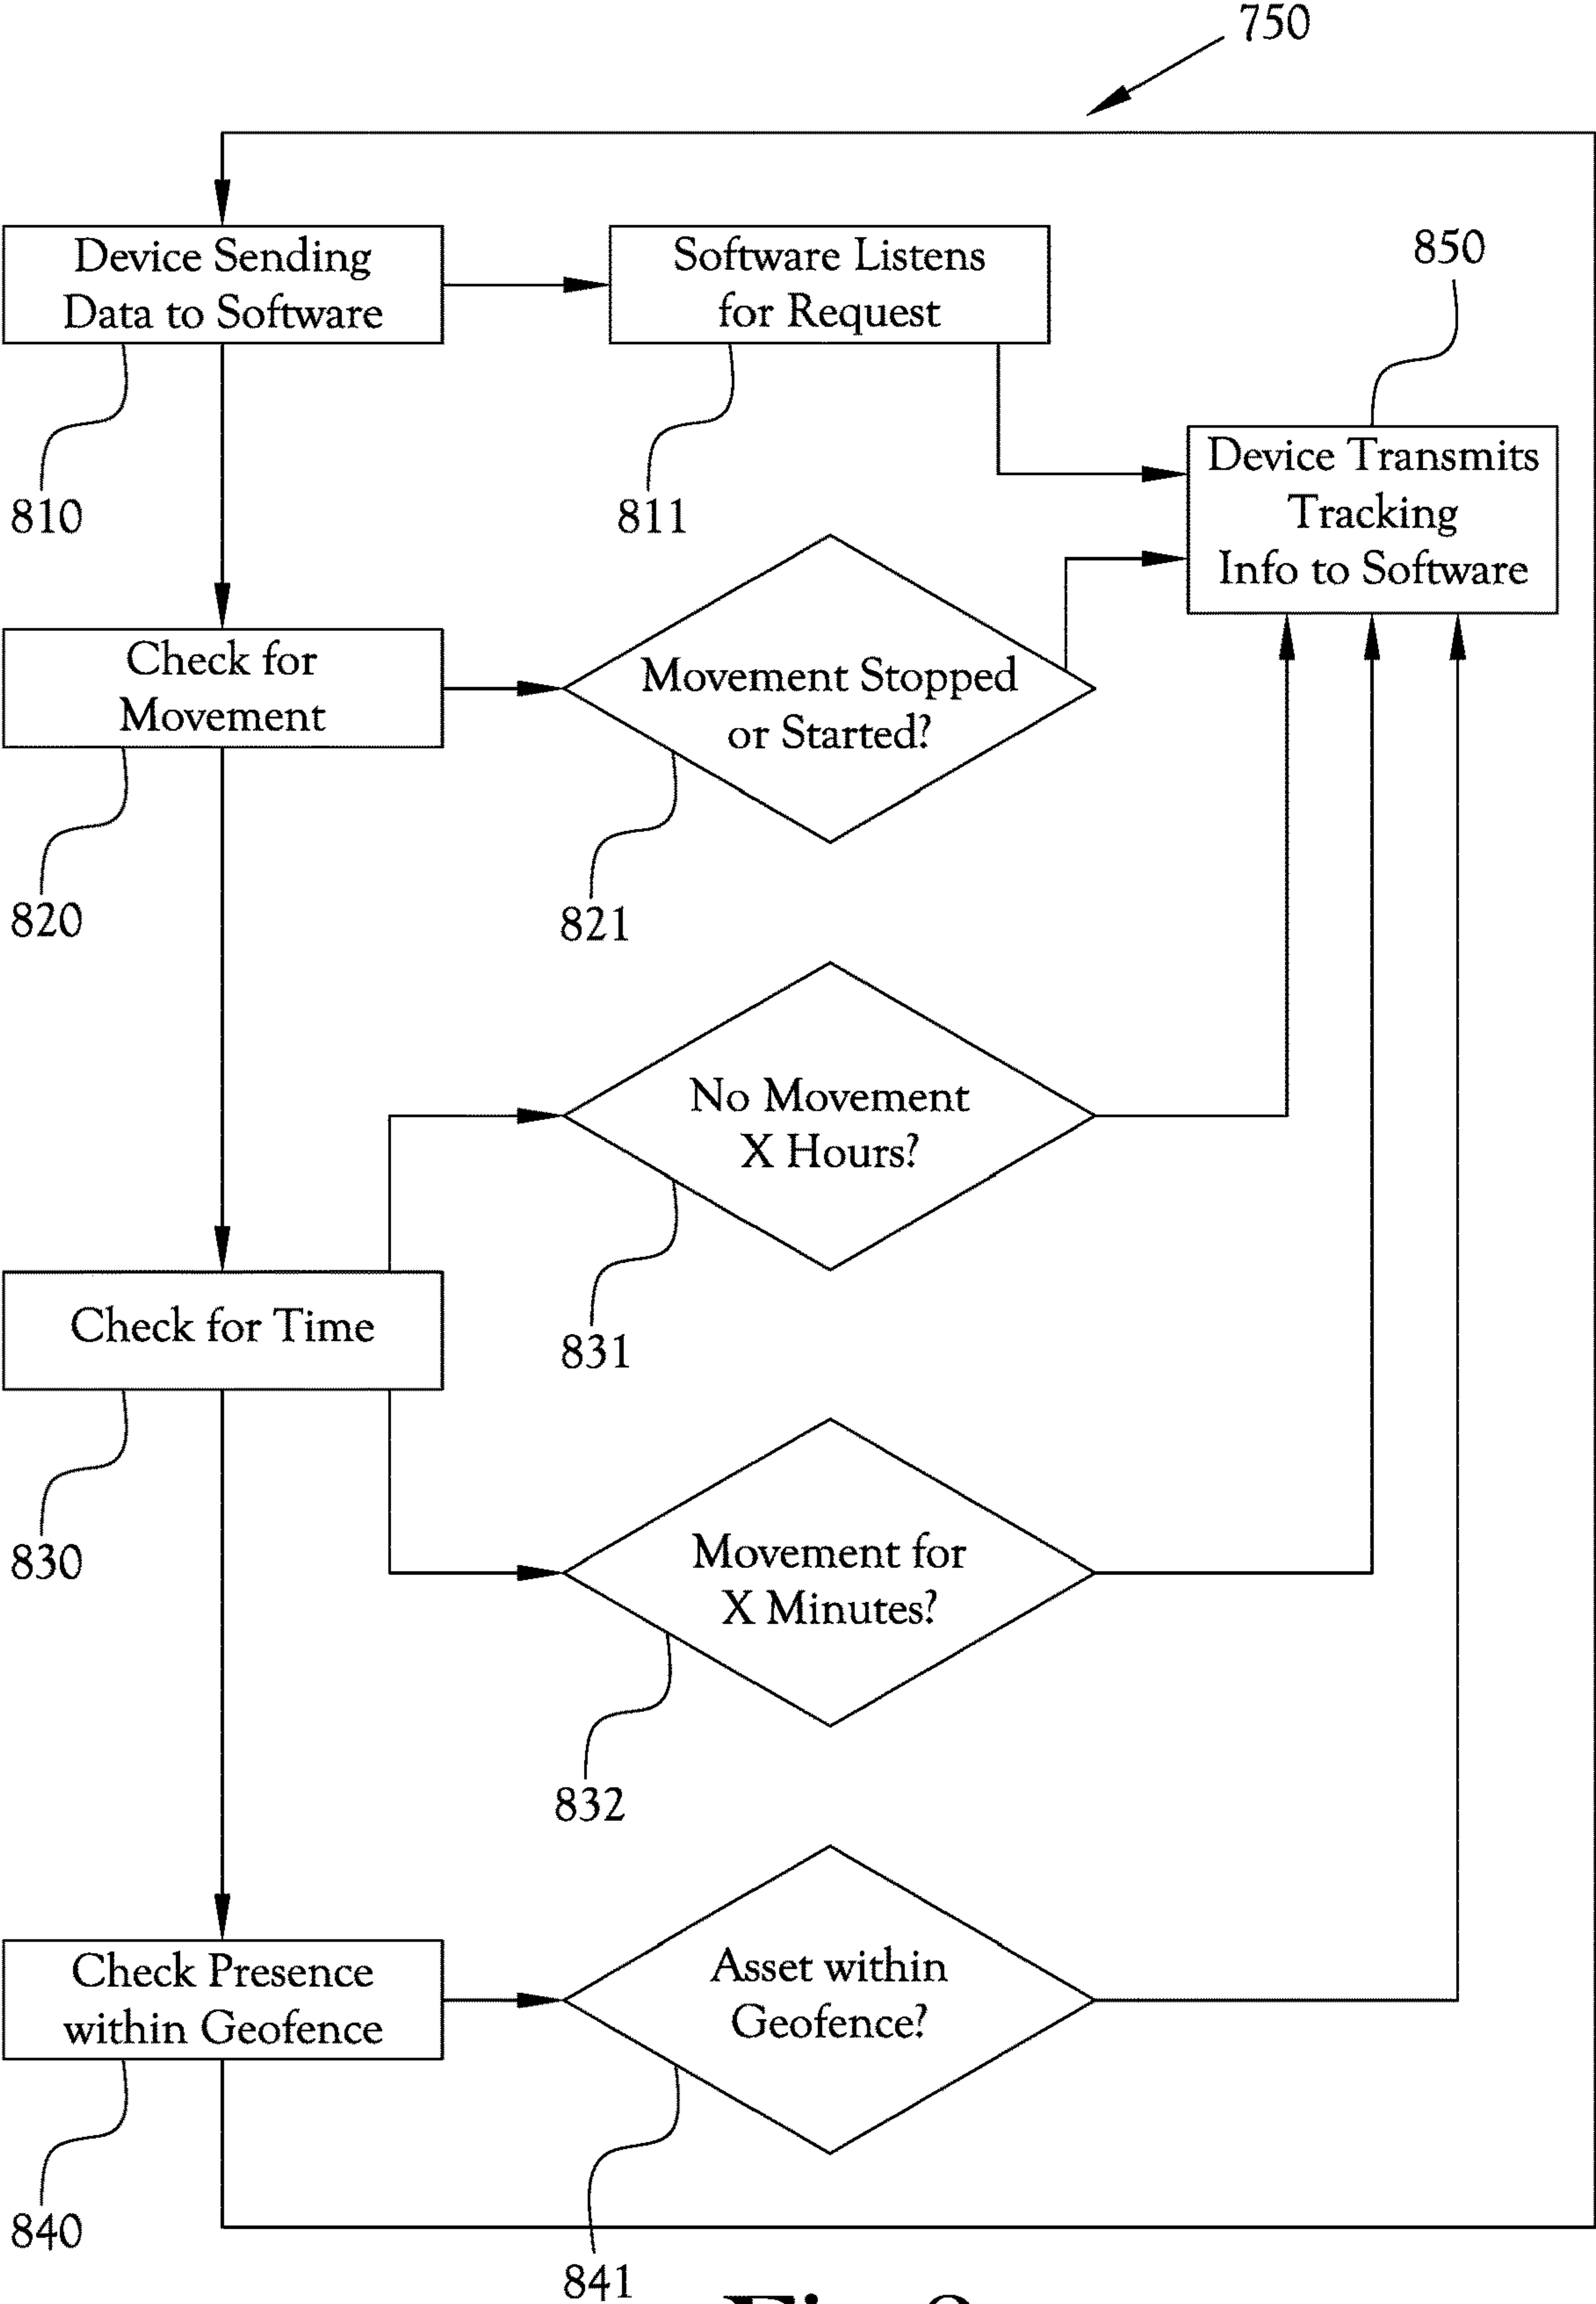 750
Device Sending
Data to Software
Software Listens
for Request
850
810
811
Device Transmits
Tracking
Info to Software
Check for
Movement
Movement Stopped
or Started?
820
821
No Movement
X Hours?
831
Check for Time
830
Movement for
X Minutes?
832
Check Presence
within Geofence
Asset within
Geofence?
840
841